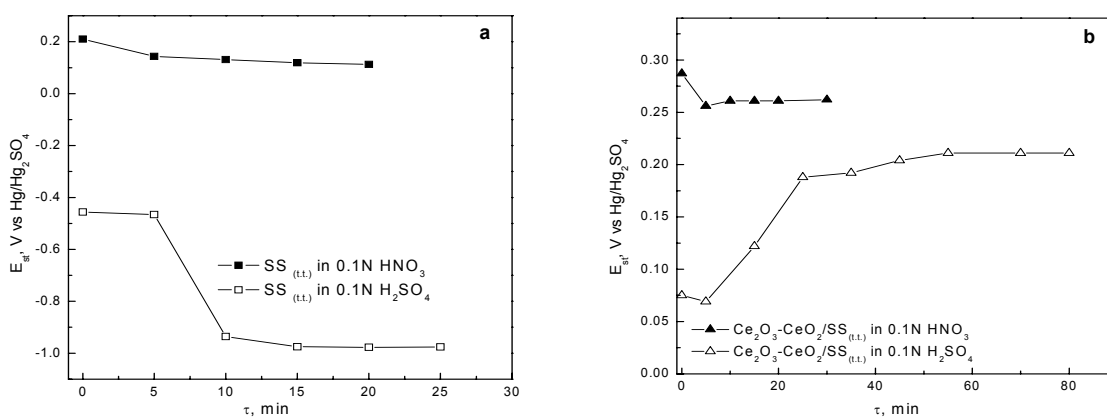 a
0.2
0.0
-0.2
-0.4
-0.6
-0.8
-1.0
E_st, V vs Hg/Hg₂SO₄
SS (t.t.) in 0.1N HNO₃
SS (t.t.) in 0.1N H₂SO₄
0 5 10 15 20 25 30
τ, min
b
0.30
0.25
0.20
0.15
0.10
0.05
0.00
E_st, V vs Hg/Hg₂SO₄
Ce₂O₃-CeO₂/SS(t.t.) in 0.1N HNO₃
Ce₂O₃-CeO₂/SS(t.t.) in 0.1N H₂SO₄
0 20 40 60 80
τ, min